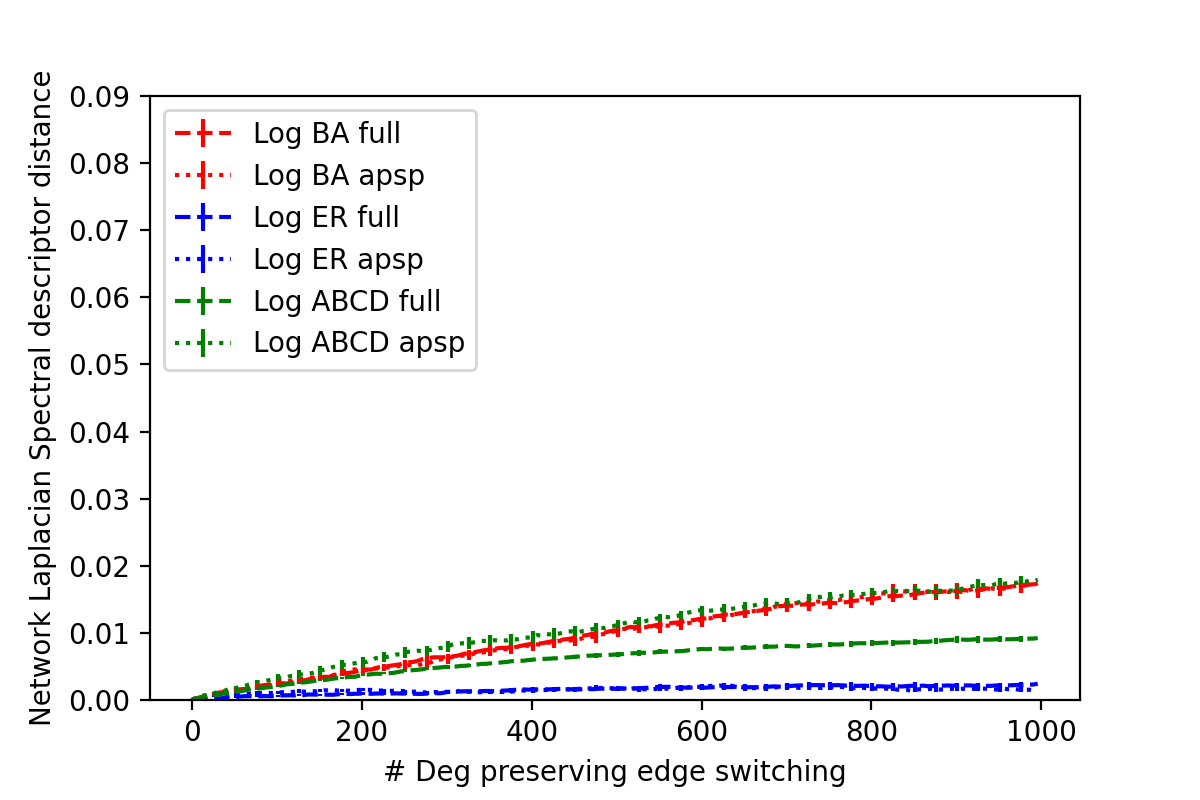 Network Laplacian Spectral descriptor distance
0.09
0.08
0.07
0.06
0.05
0.04
0.03
0.02
0.01
0.00
Log BA full
Log BA apsp
Log ER full
Log ER apsp
Log ABCD full
Log ABCD apsp
0 200 400 600 800 1000
# Deg preserving edge switching